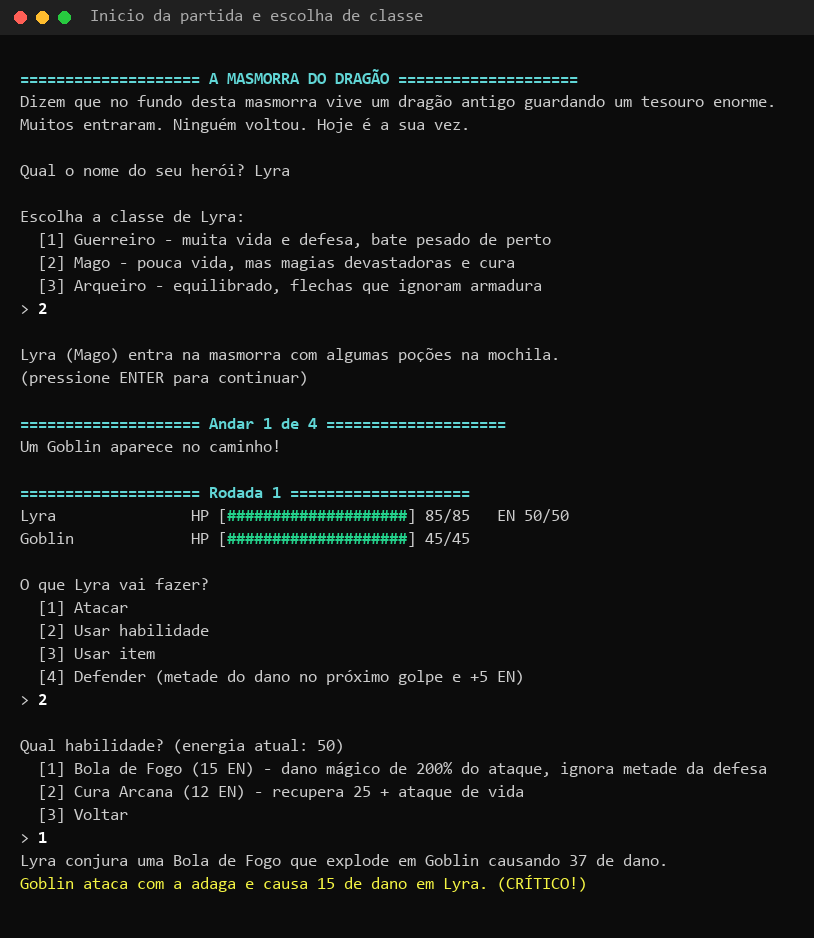 Inicio da partida e escolha de classe
==================== A MASMORRA DO DRAGÃO ====================
Dizem que no fundo desta masmorra vive um dragão antigo guardando um tesouro enorme.
Muitos entraram. Ninguém voltou. Hoje é a sua vez.
Qual o nome do seu herói? Lyra
Escolha a classe de Lyra:
[1] Guerreiro - muita vida e defesa, bate pesado de perto
[2] Mago - pouca vida, mas magias devastadoras e cura
[3] Arqueiro - equilibrado, flechas que ignoram armadura
> 2
Lyra (Mago) entra na masmorra com algumas poções na mochila.
(pressione ENTER para continuar)
==================== Andar 1 de 4 ====================
Um Goblin aparece no caminho!
==================== Rodada 1 ====================
Lyra HP [####################] 85/85 EN 50/50
Goblin HP [####################] 45/45
O que Lyra vai fazer?
[1] Atacar
[2] Usar habilidade
[3] Usar item
[4] Defender (metade do dano no próximo golpe e +5 EN)
> 2
Qual habilidade? (energia atual: 50)
[1] Bola de Fogo (15 EN) - dano mágico de 200% do ataque, ignora metade da defesa
[2] Cura Arcana (12 EN) - recupera 25 + ataque de vida
[3] Voltar
> 1
Lyra conjura uma Bola de Fogo que explode em Goblin causando 37 de dano.
Goblin ataca com a adaga e causa 15 de dano em Lyra. (CRÍTICO!)